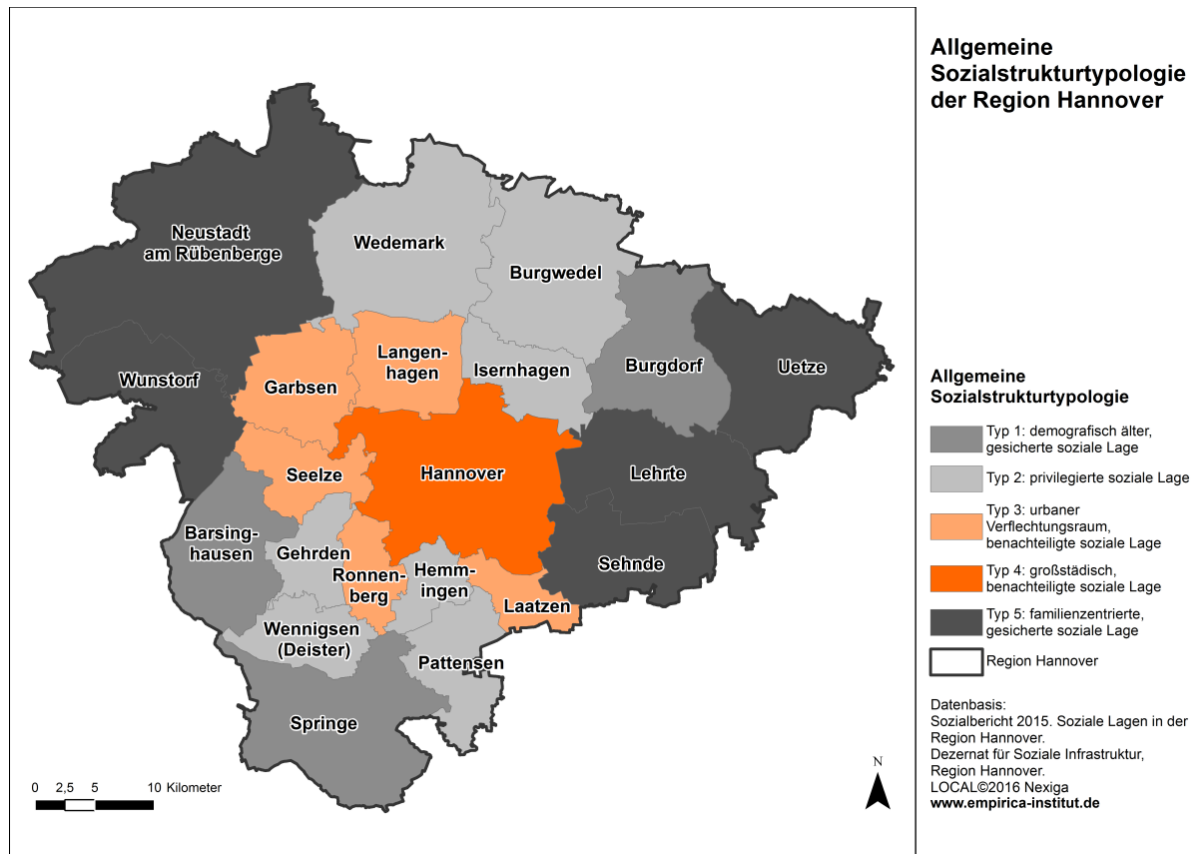 Allgemeine
Sozialstrukturtypologie
der Region Hannover
Neustadt
am Rübenberge
Wedemark
Burgwedel
Wunstorf
Garbsen
Langen-
hagen
Isernhagen
Burgdorf
Uetze
Seelze
Hannover
Lehrte
Barsing-
hausen
Gehrden
Ronnen-
berg
Hemm-
ingen
Laatzen
Sehnde
Wennigsen
(Deister)
Pattensen
Springe
0 2,5 5 10 Kilometer
N
Allgemeine
Sozialstrukturtypologie
Typ 1: demografisch älter,
gesicherte soziale Lage
Typ 2: privilegierte soziale Lage
Typ 3: urbaner
Verflechtungsraum,
benachteiligte soziale Lage
Typ 4: großstädisch,
benachteiligte soziale Lage
Typ 5: familienzentrierte,
gesicherte soziale Lage
Region Hannover
Datenbasis:
Sozialbericht 2015. Soziale Lagen in der
Region Hannover.
Dezernat für Soziale Infrastruktur,
Region Hannover.
LOCAL©2016 Nexiga
www.empirica-institut.de